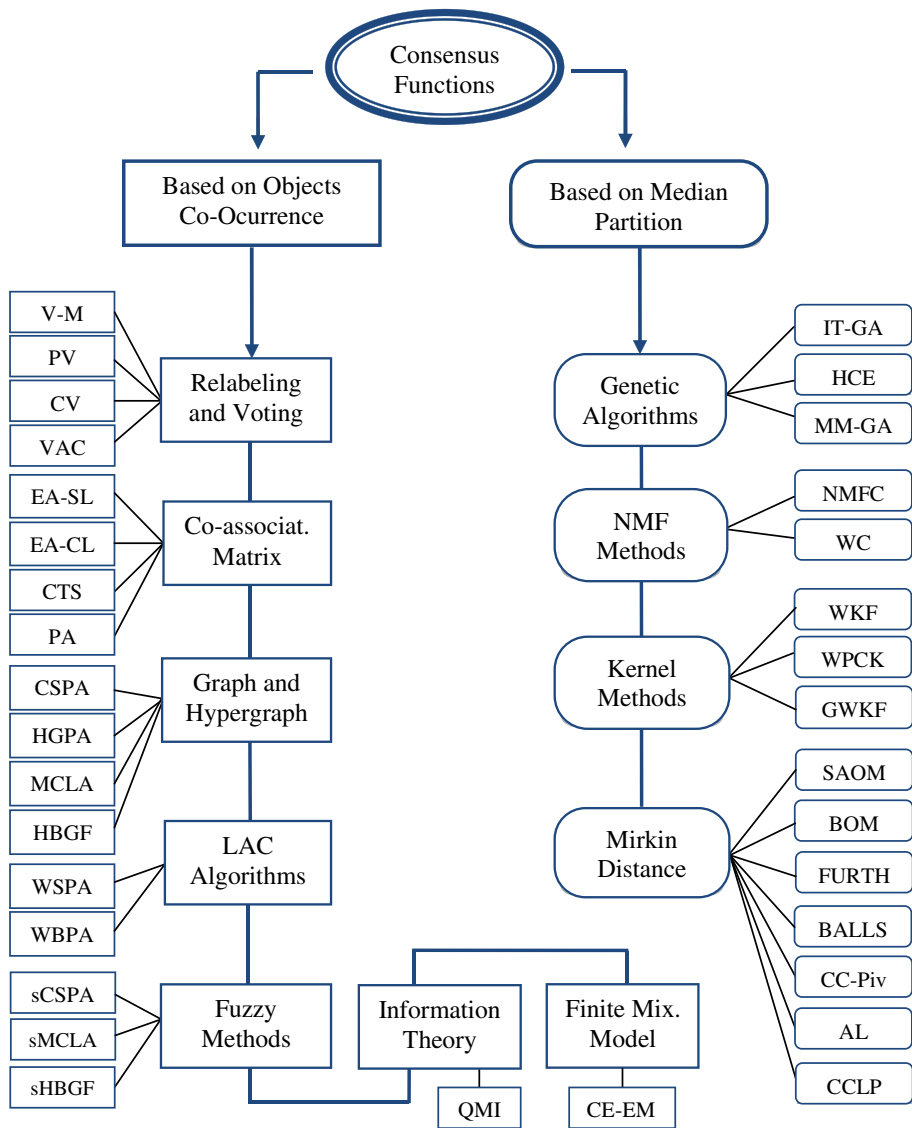 Consensus
Functions
Based on Objects
Co-Ocurrence
Based on Median
Partition
V-M
PV
CV
VAC
Relabeling
and Voting
EA-SL
EA-CL
CTS
PA
Co-associat.
Matrix
CSPA
HGPA
MCLA
HBGF
Graph and
Hypergraph
WSPA
WBPA
LAC
Algorithms
sCSPA
sMCLA
sHBGF
Fuzzy
Methods
Information
Theory
QMI
Finite Mix.
Model
CE-EM
Genetic
Algorithms
IT-GA
HCE
MM-GA
NMF
Methods
NMFC
WC
Kernel
Methods
WKF
WPCK
GWKF
Mirkin
Distance
SAOM
BOM
FURTH
BALLS
CC-Piv
AL
CCLP